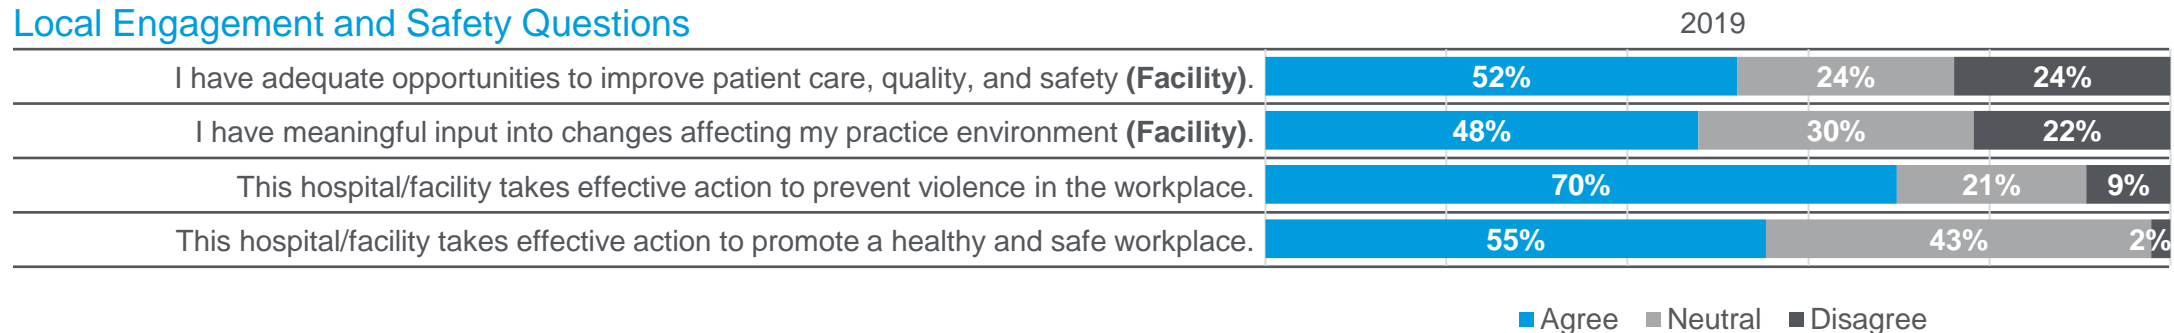 Local Engagement and Safety Questions 2019
I have adequate opportunities to improve patient care, quality, and safety (Facility). 52% 24% 24%
I have meaningful input into changes affecting my practice environment (Facility). 48% 30% 22%
This hospital/facility takes effective action to prevent violence in the workplace. 70% 21% 9%
This hospital/facility takes effective action to promote a healthy and safe workplace. 55% 43% 2%
Agree Neutral Disagree